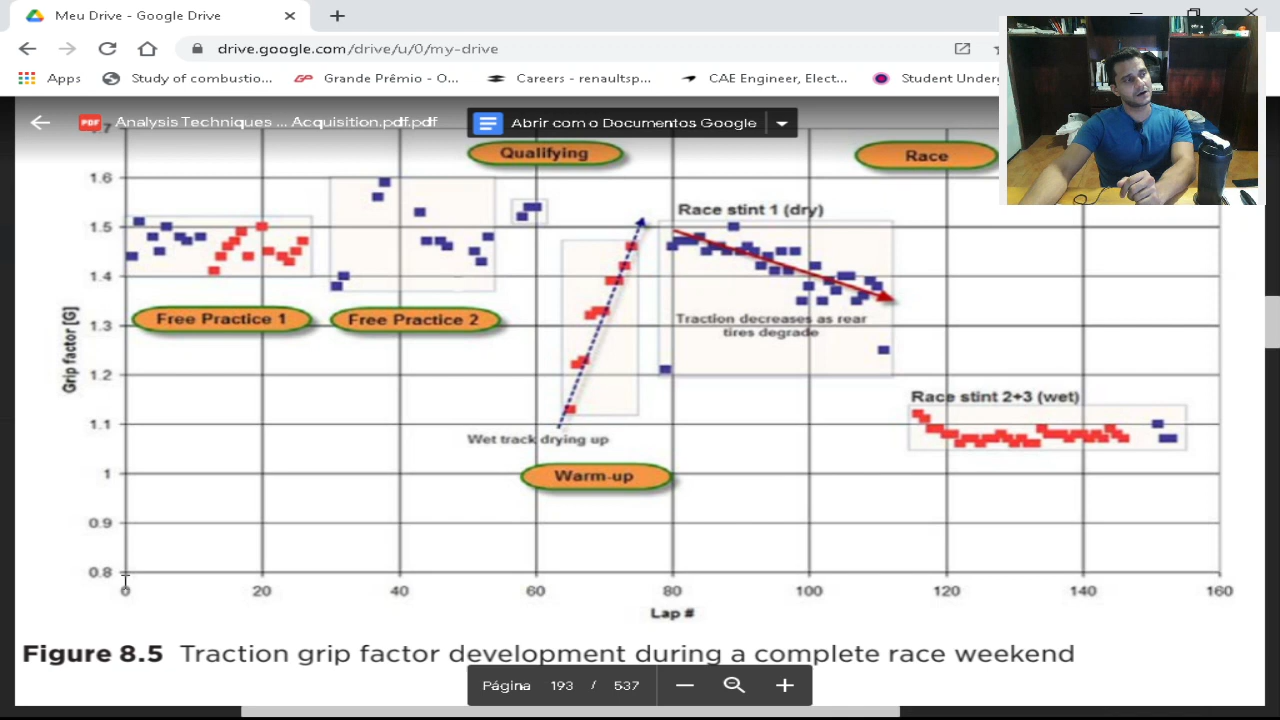 Meu Drive - Google Drive
drive.google.com/drive/u/0/my-drive
Apps
Study of combustio...
Grande Prêmio - O...
Careers - renaultsp...
CAE Engineer, Elect...
Student Underg
PDF
Analysis Techniques ... Acquisition.pdf.pdf
Abrir com o Documentos Google
Qualifying
Race
1.6
1.5
1.4
1.3
1.2
1.1
1
0.9
0.8
Grip factor [G]
Race stint 1 (dry)
Free Practice 1
Free Practice 2
Traction decreases as rear
tires degrade
Race stint 2+3 (wet)
Wet track drying up
Warm-up
0 20 40 60 80 100 120 140 160
Lap #
Figure 8.5 Traction grip factor development during a complete race weekend
Página 193 / 537